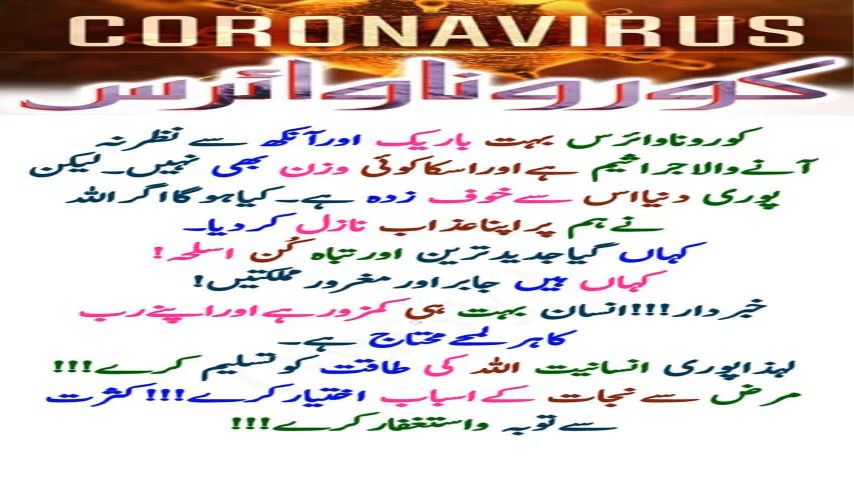 CORONAVIRUS
کورونا وائرس
کورونا وائرس بہت باریک اور آنکھ سے نظر نہ
آنے والا جراثیم ہے اور اسکا کوئی وزن بھی نہیں۔ لیکن
پوری دنیا اس سے خوف زدہ ہے۔ کیا ہوگا اگر اللہ
نے ہم پر اپنا عذاب نازل کر دیا۔
کہاں گیا جدید ترین اور تباہ کُن اسلحہ!
کہاں ہیں جابر اور مغرور مملکتیں!
خبردار!!! انسان بہت ہی کمزور ہے اور اپنے رب
کا ہر لمحے محتاج ہے۔
لہذا پوری انسانیت اللہ کی طاقت کو تسلیم کرے!!!
مرض سے نجات کے اسباب اختیار کرے!!! کثرت
سے توبہ واستغفار کرے!!!